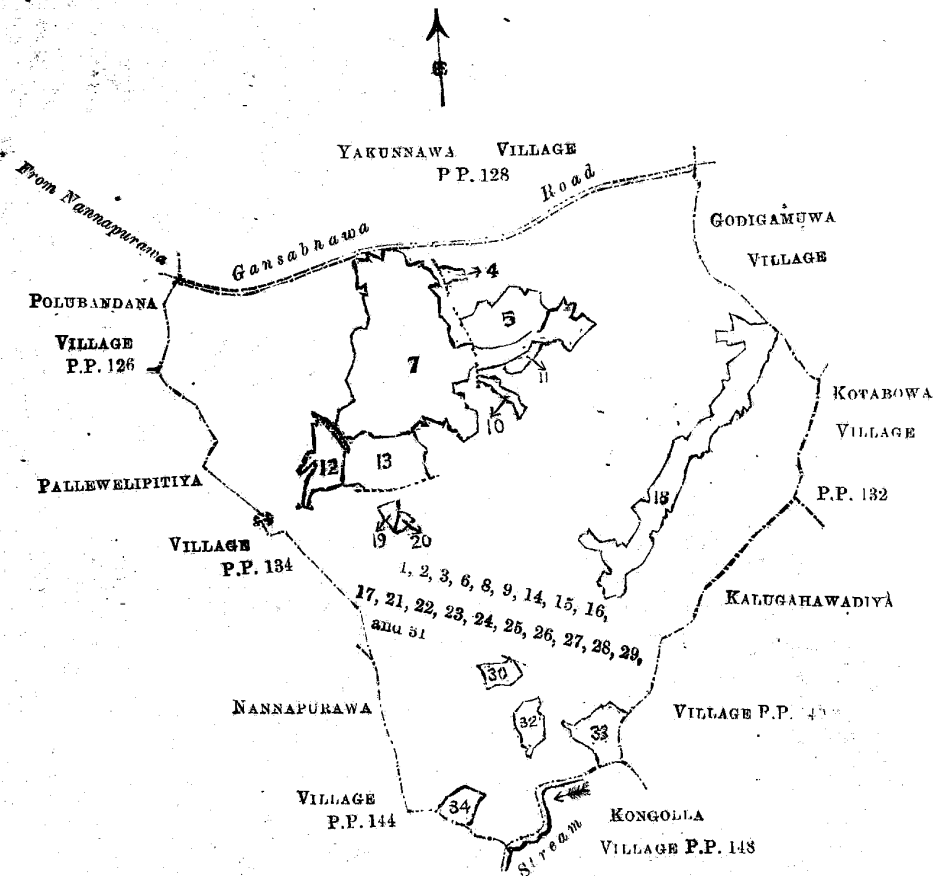 YAKUNNAWA VILLAGE
P P. 128
From Nannapurawa
Gansabhawa Road
GODIGAMUWA
VILLAGE
POLUBANDANA
VILLAGE
P.P. 126
4
5
7
11
10
KOTABOWA
VILLAGE
P.P. 132
12
13
18
PALLEWELIPITIYA
VILLAGE
P.P. 134
19
20
1, 2, 3, 6, 8, 9, 14, 15, 16,
17, 21, 22, 23, 24, 25, 26, 27, 28, 29,
and 31
KALUGAHAWADIYA
VILLAGE P.P.
30
32
33
34
NANNAPURAWA
VILLAGE
P.P. 144
Stream
KONGOLLA
VILLAGE P.P. 148